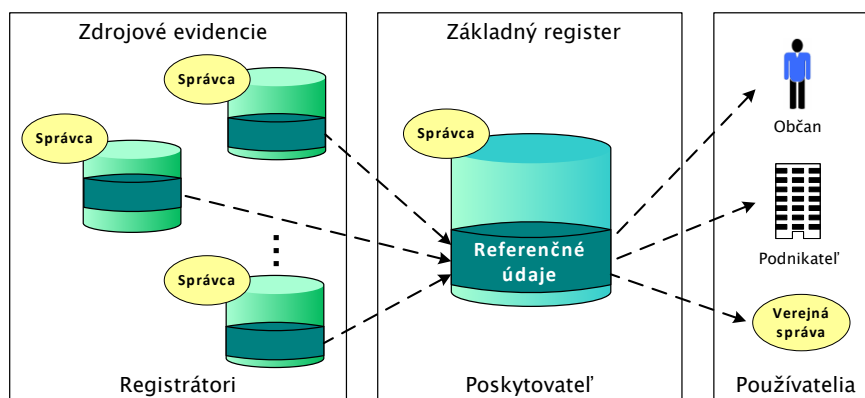 Zdrojové evidencie
Správca
Správca
Správca
Registrátori
Základný register
Správca
Referenčné
údaje
Poskytovateľ
Občan
Podnikateľ
Verejná
správa
Používatelia